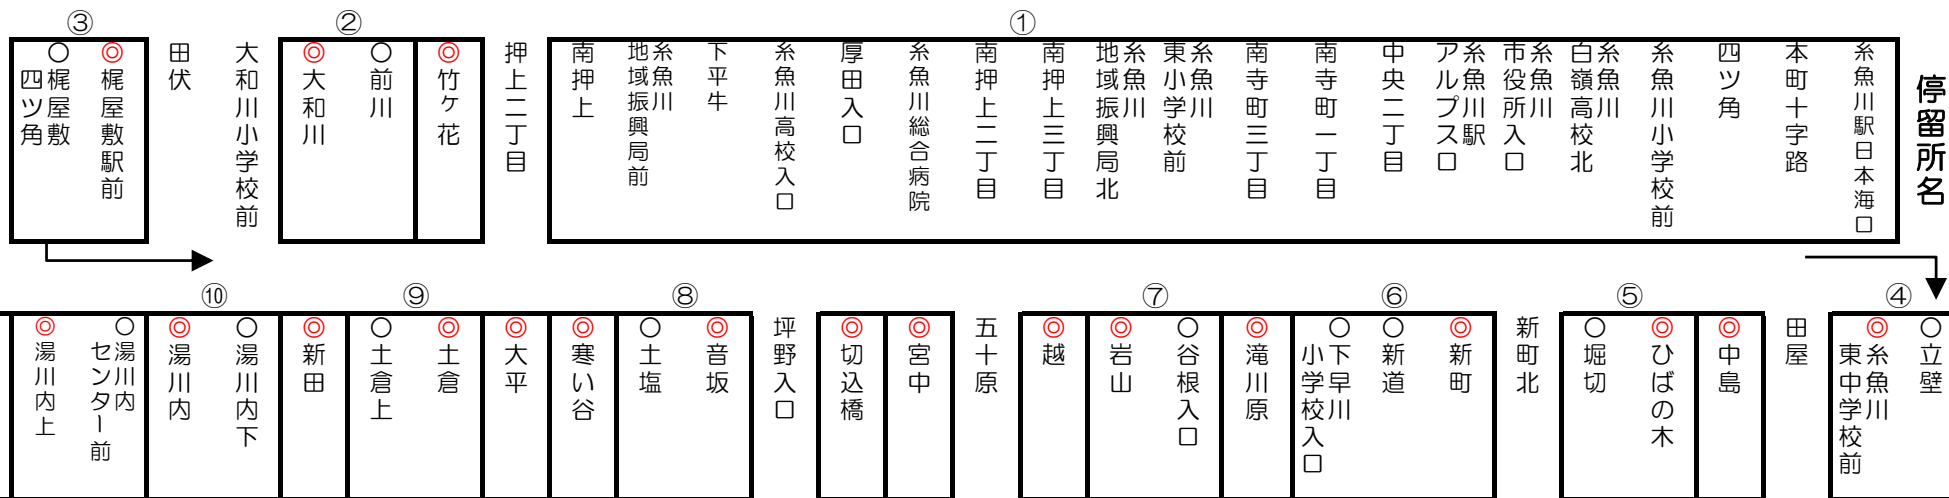 停留所名
①
糸魚川駅日本海口
本町十字路
四ツ角
糸魚川小学校前
糸魚川
白嶺高校北
糸魚川
市役所入口
糸魚川駅
アルプス口
中央二丁目
南寺町一丁目
南寺町三丁目
糸魚川
東小学校前
糸魚川
地域振興局北
南押上三丁目
南押上二丁目
糸魚川総合病院
厚田入口
糸魚川高校入口
下平牛
糸魚川
地域振興局前
南押上
押上二丁目
②
◎竹ケ花
○前川
◎大和川
大和川小学校前
田伏
③
◎梶屋敷駅前
○梶屋敷
四ツ角
④
○立壁
◎糸魚川
東中学校前
田屋
⑤
◎中島
◎ひばの木
○堀切
新町北
⑥
◎新町
○新道
○下早川
小学校入口
⑦
◎滝川原
○谷根入口
◎岩山
◎越
五十原
◎宮中
◎切込橋
坪野入口
⑧
◎音坂
○土塩
◎寒い谷
⑨
◎大平
◎土倉
○土倉上
◎新田
⑩
○湯川内下
◎湯川内
○湯川内
センター前
◎湯川内上